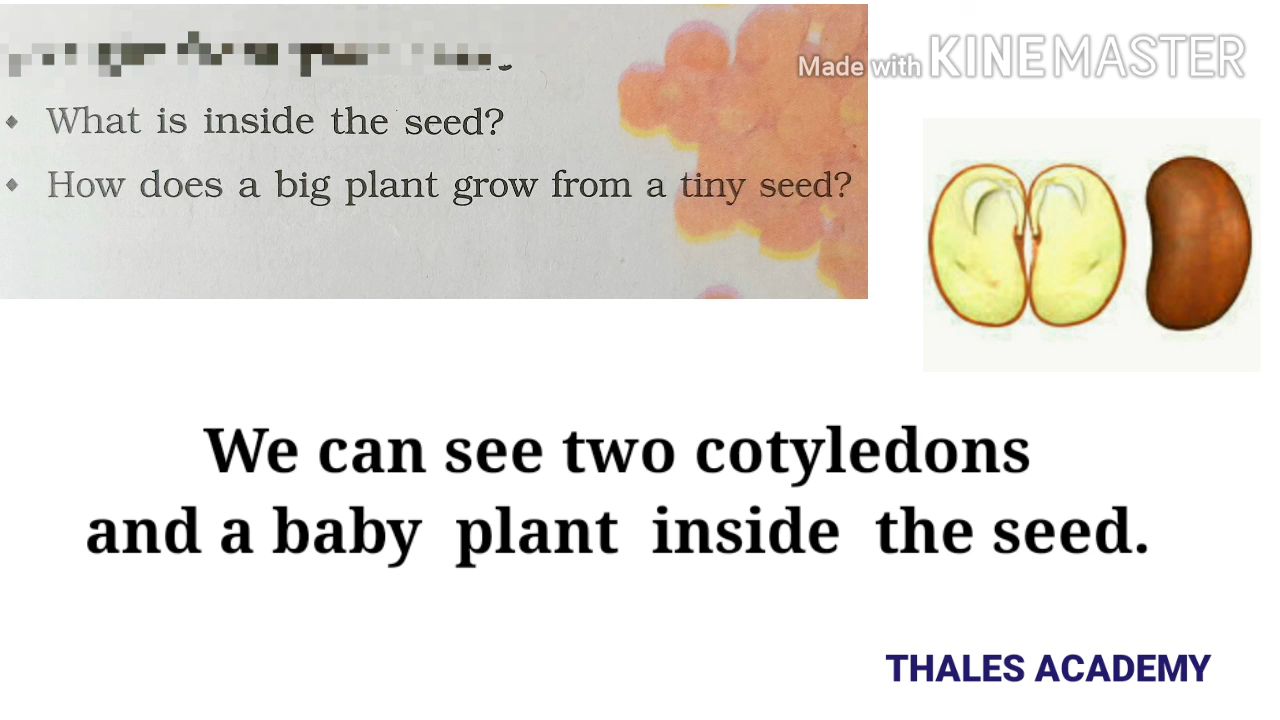 Made with KINEMASTER
• What is inside the seed?
• How does a big plant grow from a tiny seed?
We can see two cotyledons
and a baby plant inside the seed.
THALES ACADEMY